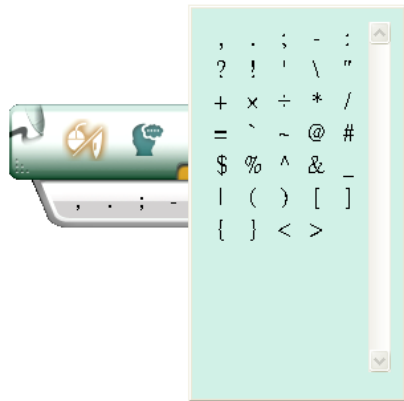 , . ; - :
? ! ' \ "
+ × ÷ * /
= ` ~ @ #
$ % ^ & _
| ( ) [ ]
{ } < >
, . ; -